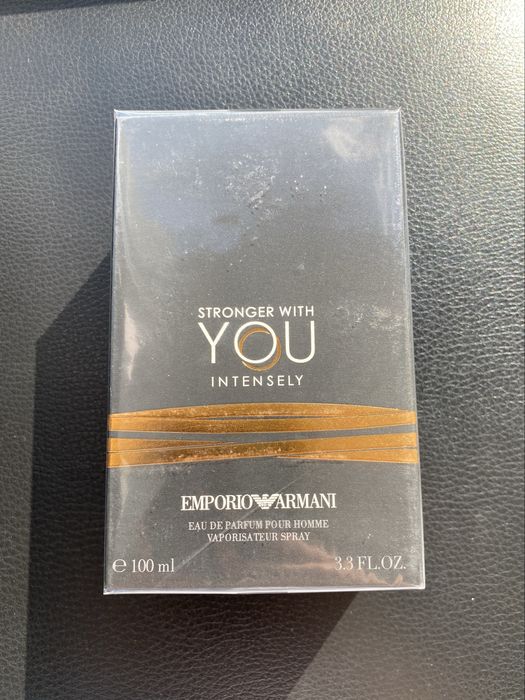 STRONGER WITH
YOU
INTENSELY
EMPORIO ARMANI
EAU DE PARFUM POUR HOMME
VAPORISATEUR SPRAY
℮ 100 ml 3.3 FL.OZ.